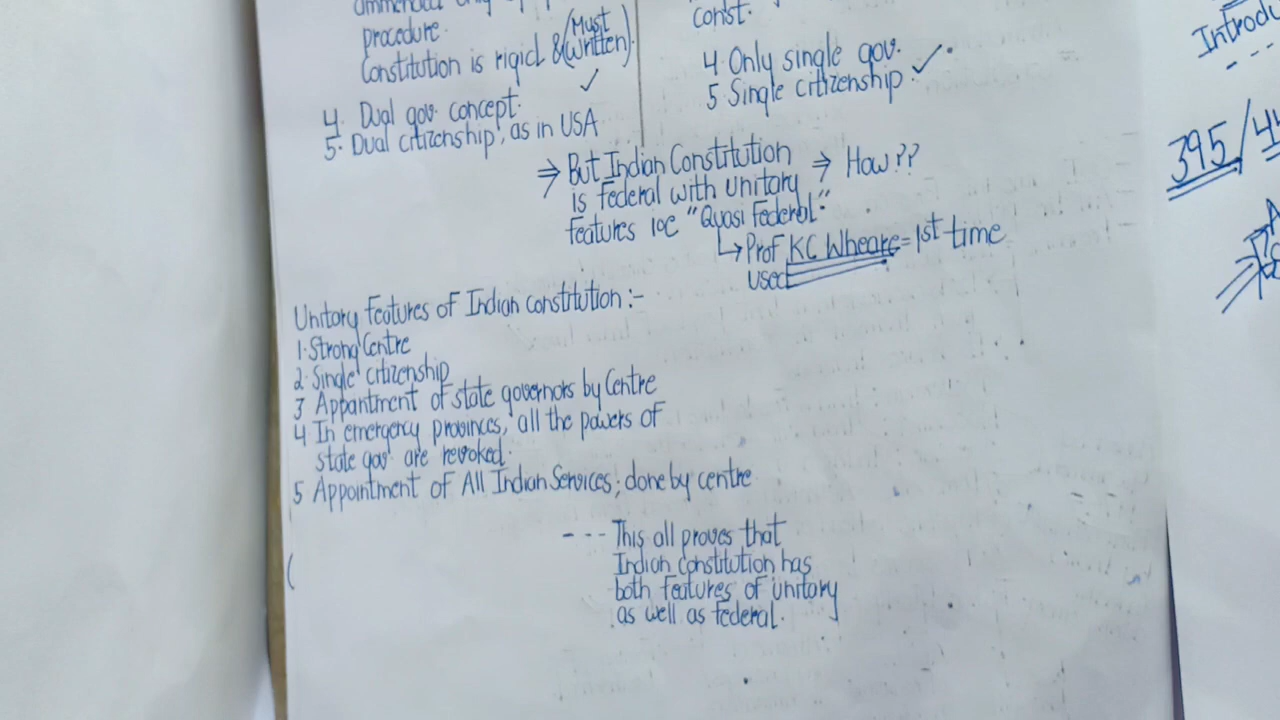 procedure.
Constitution is rigid & (Must
written).
4. Dual gov. concept.
5. Dual citizenship, as in USA
const.
4 Only single gov.
5 Single citizenship.
⇒ But Indian Constitution ⇒ How??
is federal with unitary
features ioe "Quasi Federal."
↳ Prof KC Wheare = 1st time
used
Unitary features of Indian constitution :-
1. Strong Centre
2. Single citizenship
3 Appantment of state governors by Centre
4 In emergency provinces, all the powers of
state gov are revoked.
5 Appointment of All Indian Services; done by centre
--- This all proves that
Indian constitution has
both features of unitary
as well as federal.
Introdu
395/44